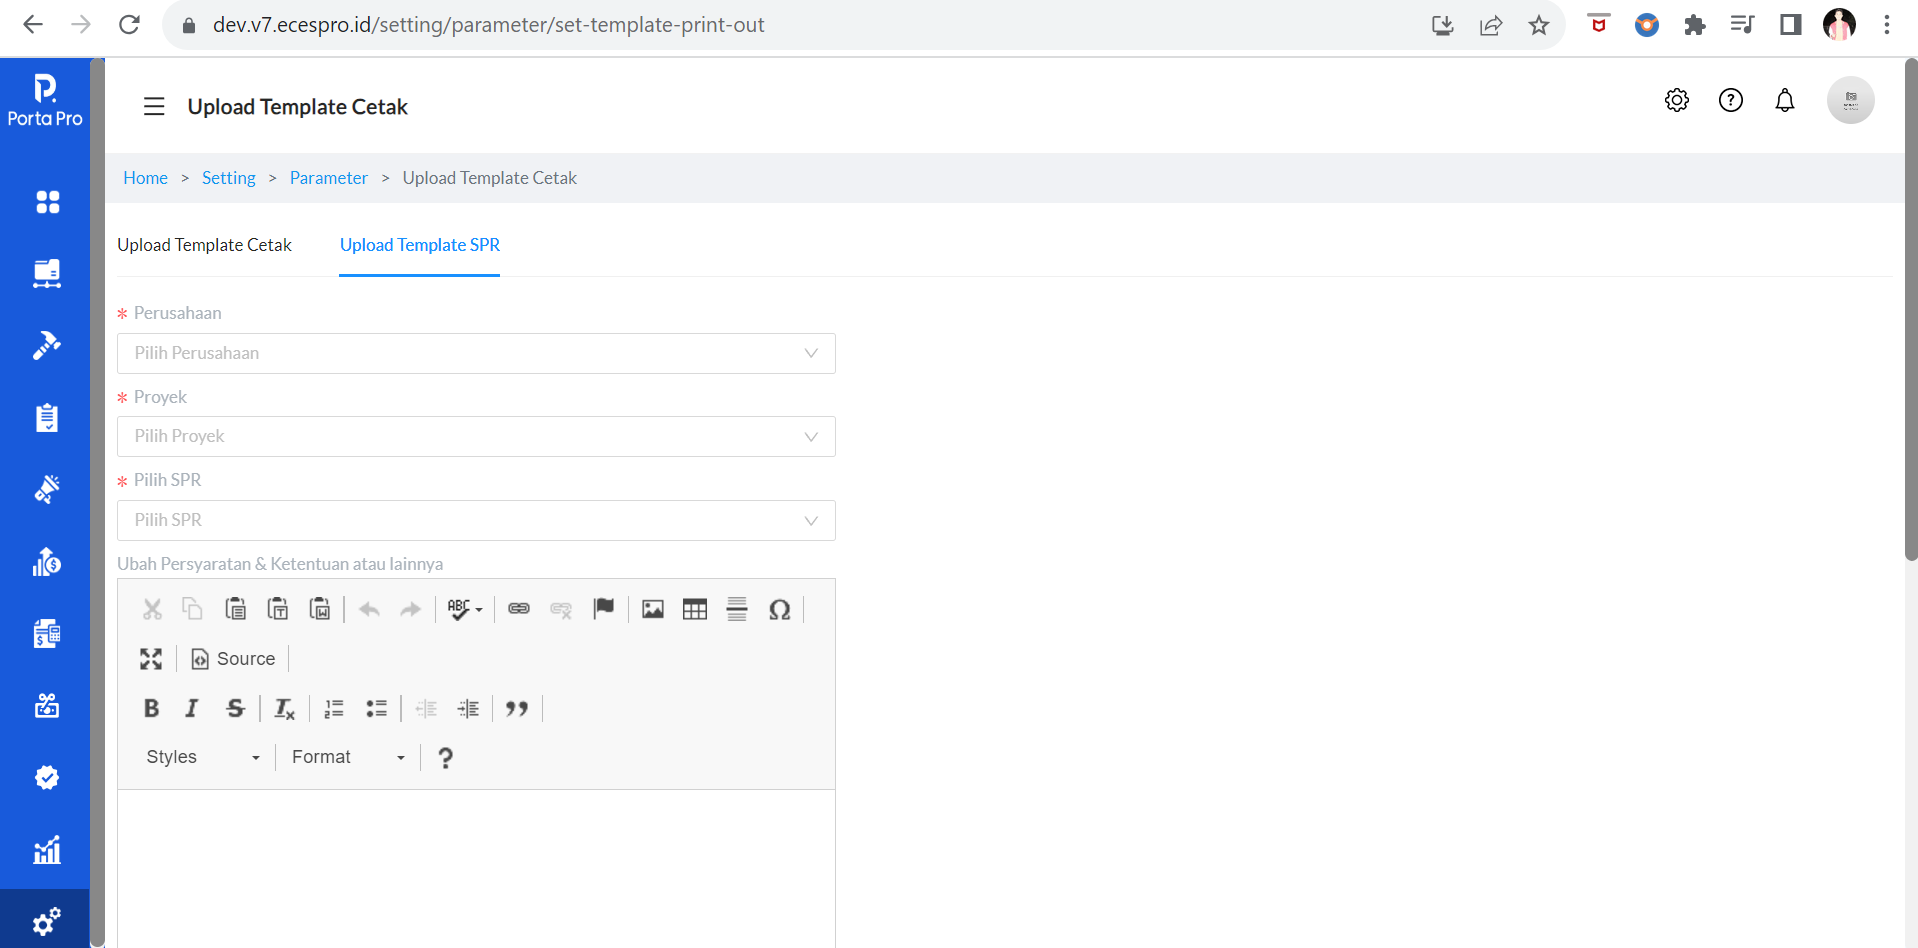 dev.v7.ecespro.id/setting/parameter/set-template-print-out
Porta Pro
Upload Template Cetak
Home > Setting > Parameter > Upload Template Cetak
Upload Template Cetak
Upload Template SPR
* Perusahaan
Pilih Perusahaan
* Proyek
Pilih Proyek
* Pilih SPR
Pilih SPR
Ubah Persyaratan & Ketentuan atau lainnya
ABC
Source
Styles
Format